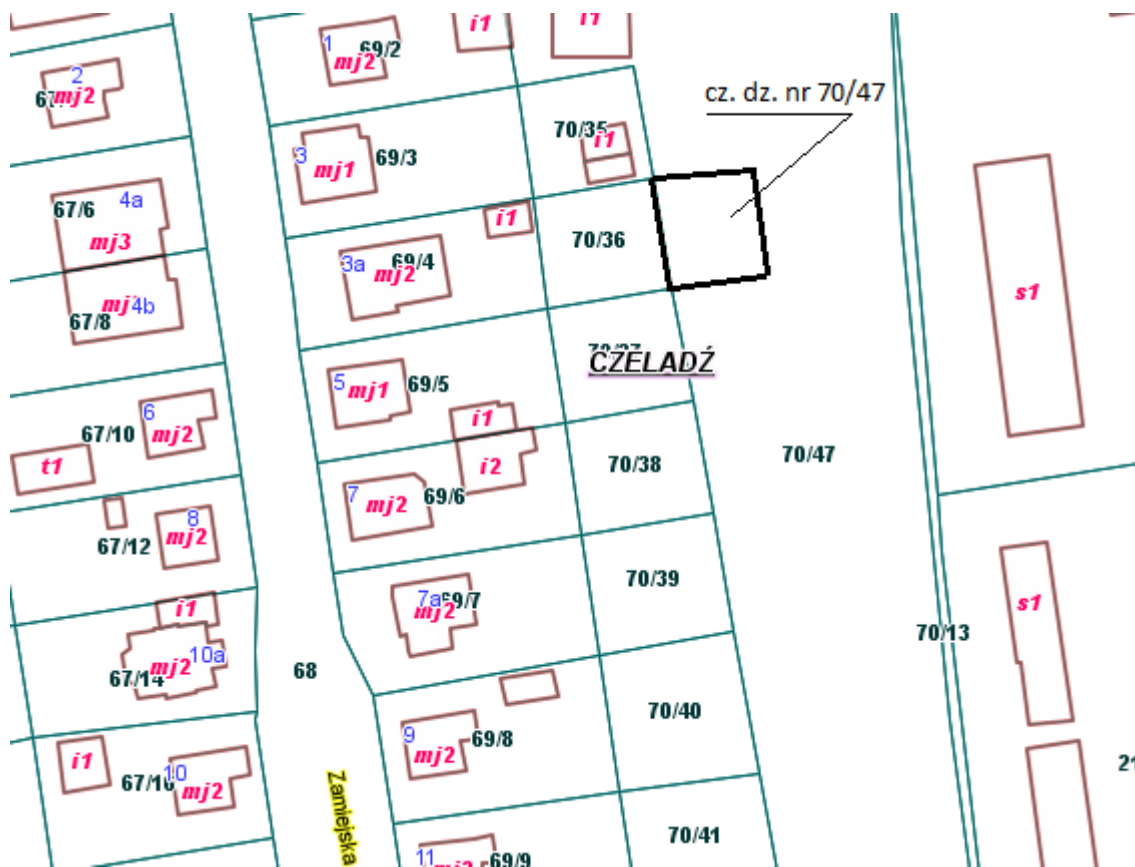 i1
i1
1
69/2
mj2
cz. dz. nr 70/47
2
mj2
70/35
i1
3
69/3
mj1
4a
67/6
mj3
i1
70/36
3a
69/4
mj2
s1
4b
67/8
CZELADŹ
5
mj1
69/5
6
67/10
mj2
i1
t1
i2
70/38
70/47
7
mj2
69/6
8
mj2
67/12
70/39
7a
69/7
mj2
i1
s1
70/13
10a
mj2
67/14
68
70/40
9
69/8
mj2
i1
10
mj2
Zamiejska
70/41
11
69/9